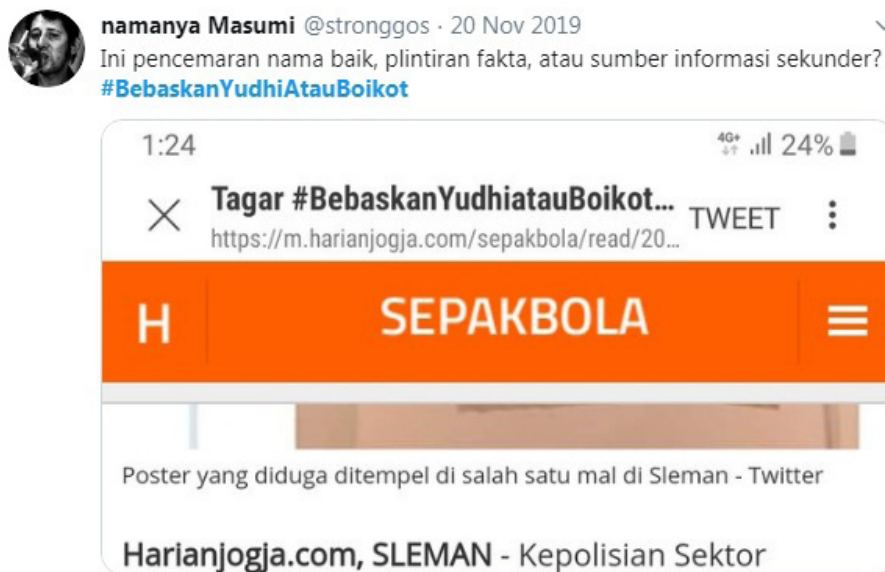 namanya Masumi @stronggos · 20 Nov 2019
Ini pencemaran nama baik, plintiran fakta, atau sumber informasi sekunder?
#BebaskanYudhiAtauBoikot
1:24 4G+ 24%
Tagar #BebaskanYudhiatauBoikot... TWEET
https://m.harianjogja.com/sepakbola/read/20...
H SEPAKBOLA
Poster yang diduga ditempel di salah satu mal di Sleman - Twitter
Harianjogja.com, SLEMAN - Kepolisian Sektor